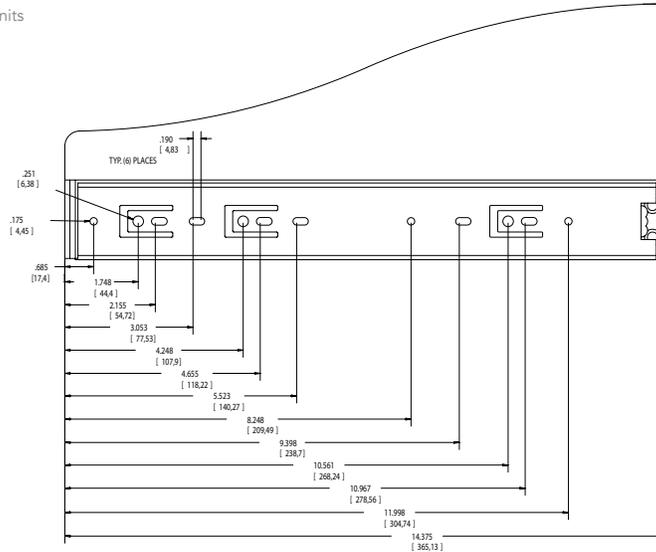 nits
.190
[ 4,83 ]
TYP. (6) PLACES
.251
[6,38 ]
.175
[ 4,45 ]
.685
[17,4]
1.748
[ 44,4 ]
2.155
[ 54,72]
3.053
[ 77,53]
4.248
[ 107,9]
4.655
[ 118,22 ]
5.523
[ 140,27 ]
8.248
[ 209,49 ]
9.398
[ 238,7]
10.561
[ 268,24 ]
10.967
[ 278,56 ]
11.998
[ 304,74 ]
14.375
[ 365,13 ]